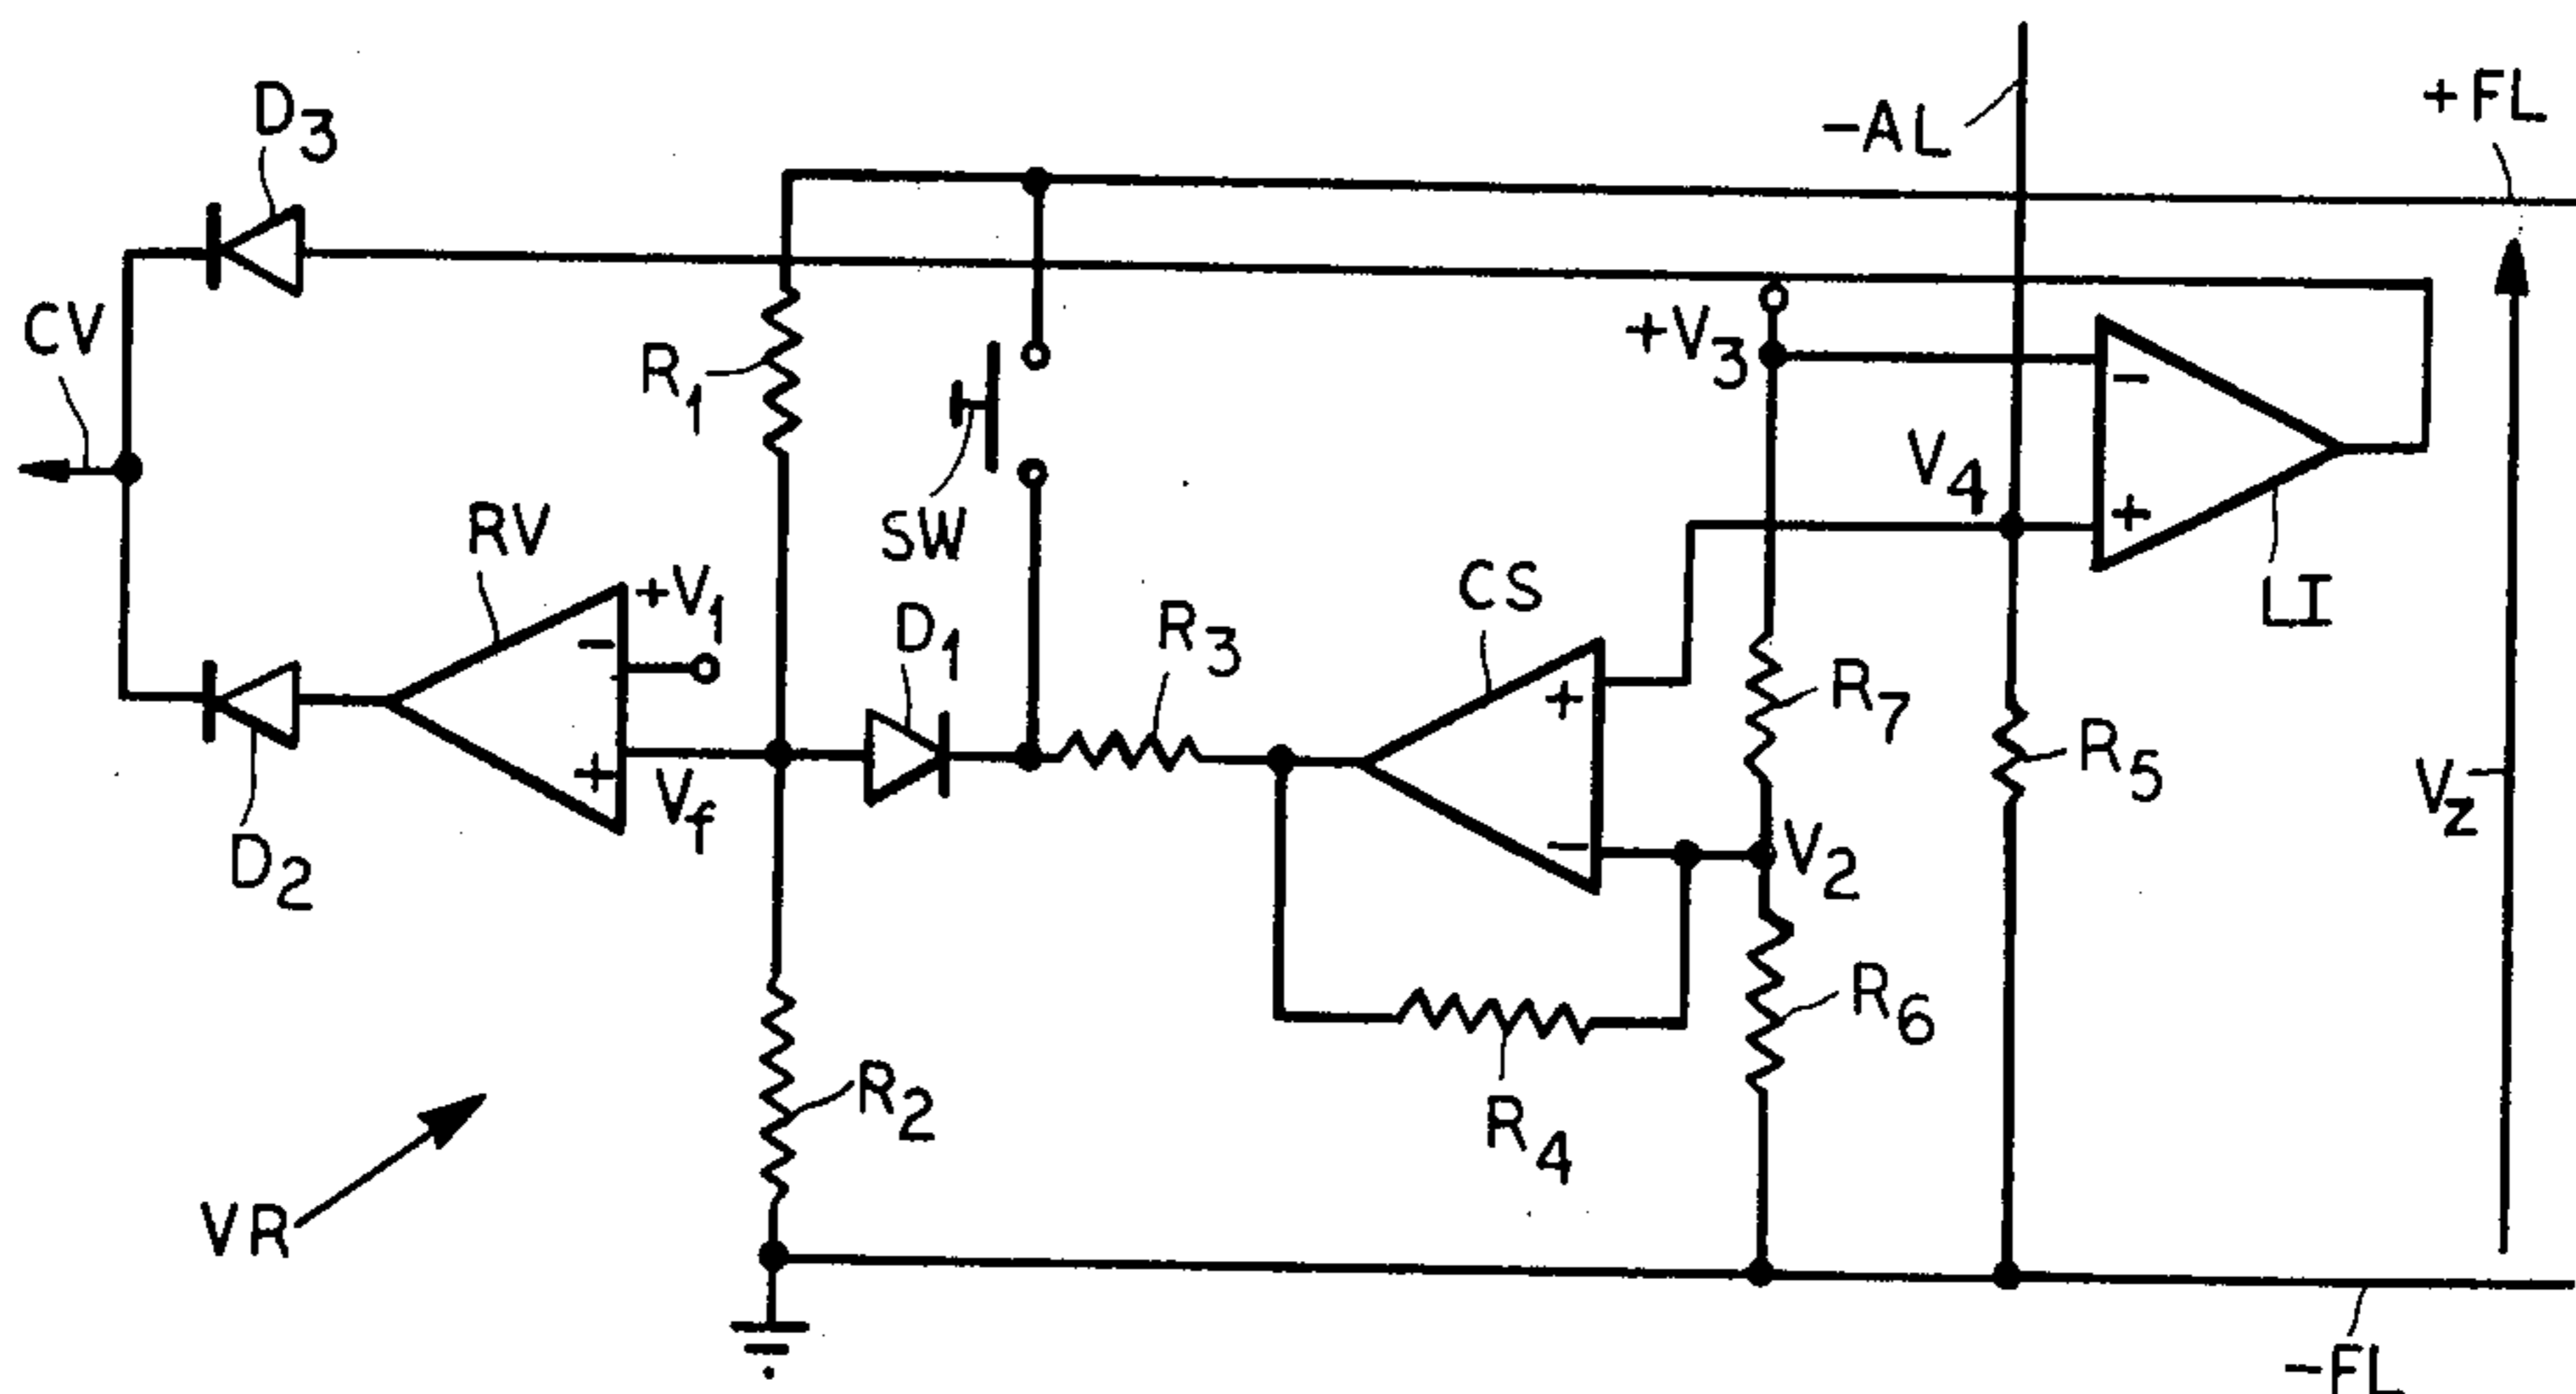 D3
-AL
+FL
CV
R1
+V3
-
SW
V4
RV
+V1
+
CS
LI
-
D1
R3
+
R7
R5
Vz
+
Vf
-
V2
D2
R6
R2
R4
VR
-FL